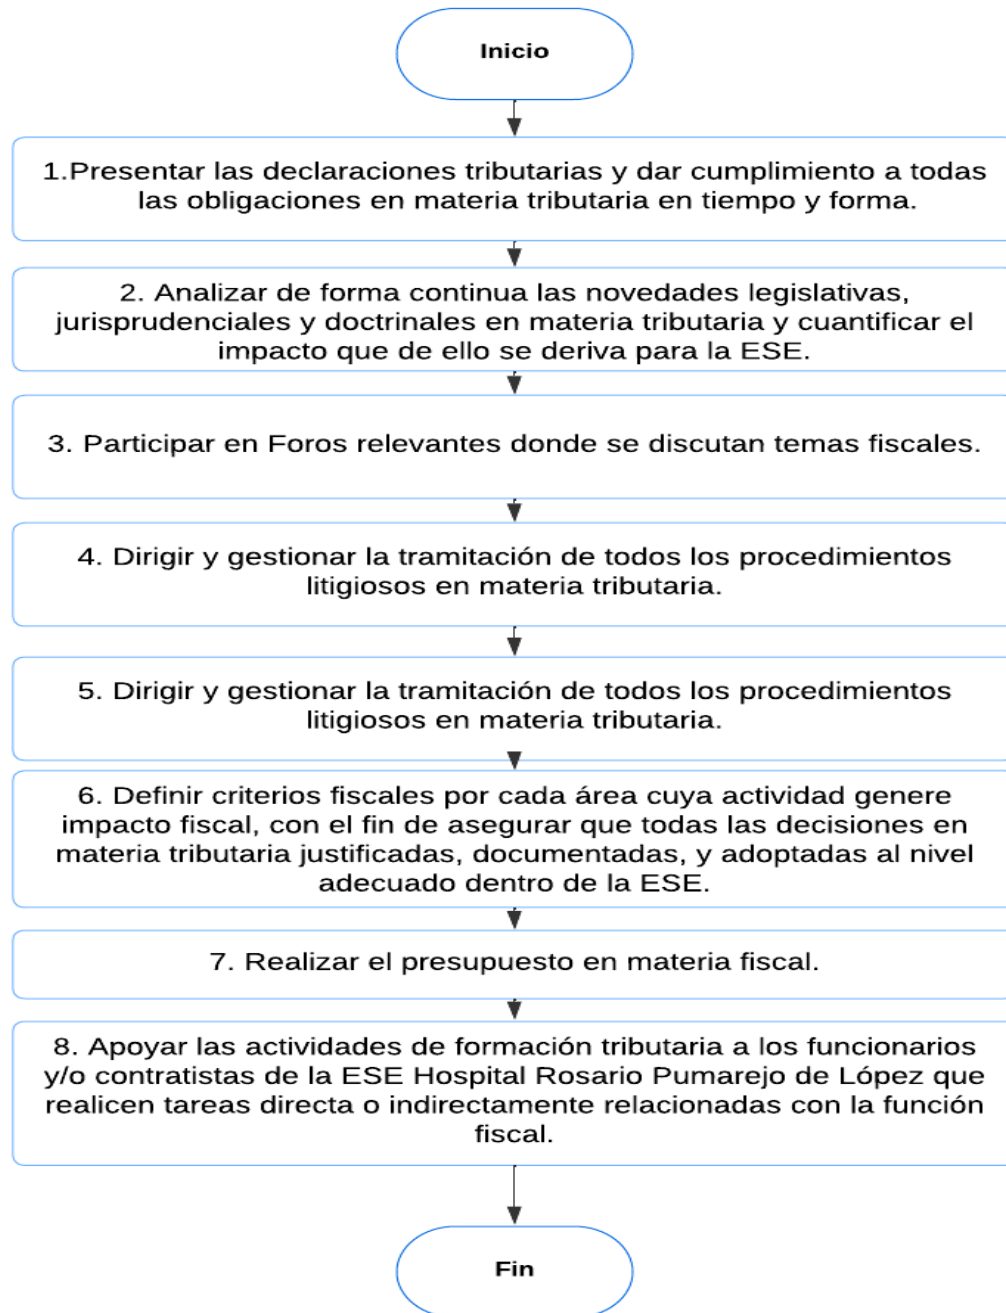 Inicio
1.Presentar las declaraciones tributarias y dar cumplimiento a todas
las obligaciones en materia tributaria en tiempo y forma.
2. Analizar de forma continua las novedades legislativas,
jurisprudenciales y doctrinales en materia tributaria y cuantificar el
impacto que de ello se deriva para la ESE.
3. Participar en Foros relevantes donde se discutan temas fiscales.
4. Dirigir y gestionar la tramitación de todos los procedimientos
litigiosos en materia tributaria.
5. Dirigir y gestionar la tramitación de todos los procedimientos
litigiosos en materia tributaria.
6. Definir criterios fiscales por cada área cuya actividad genere
impacto fiscal, con el fin de asegurar que todas las decisiones en
materia tributaria justificadas, documentadas, y adoptadas al nivel
adecuado dentro de la ESE.
7. Realizar el presupuesto en materia fiscal.
8. Apoyar las actividades de formación tributaria a los funcionarios
y/o contratistas de la ESE Hospital Rosario Pumarejo de López que
realicen tareas directa o indirectamente relacionadas con la función
fiscal.
Fin